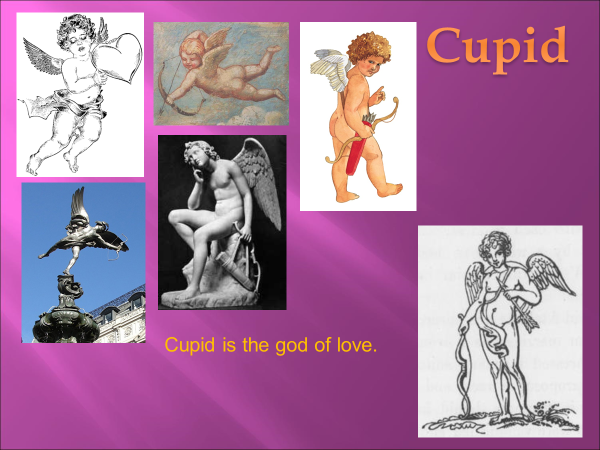 Cupid
Cupid is the god of love.